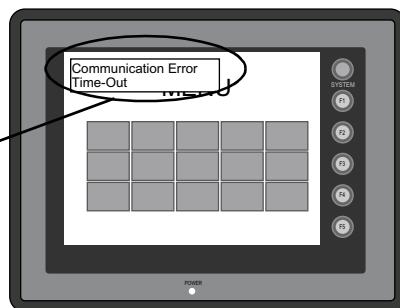 Communication Error
Time-Out
MENU
SYSTEM
F1
F2
F3
F4
F5
POWER